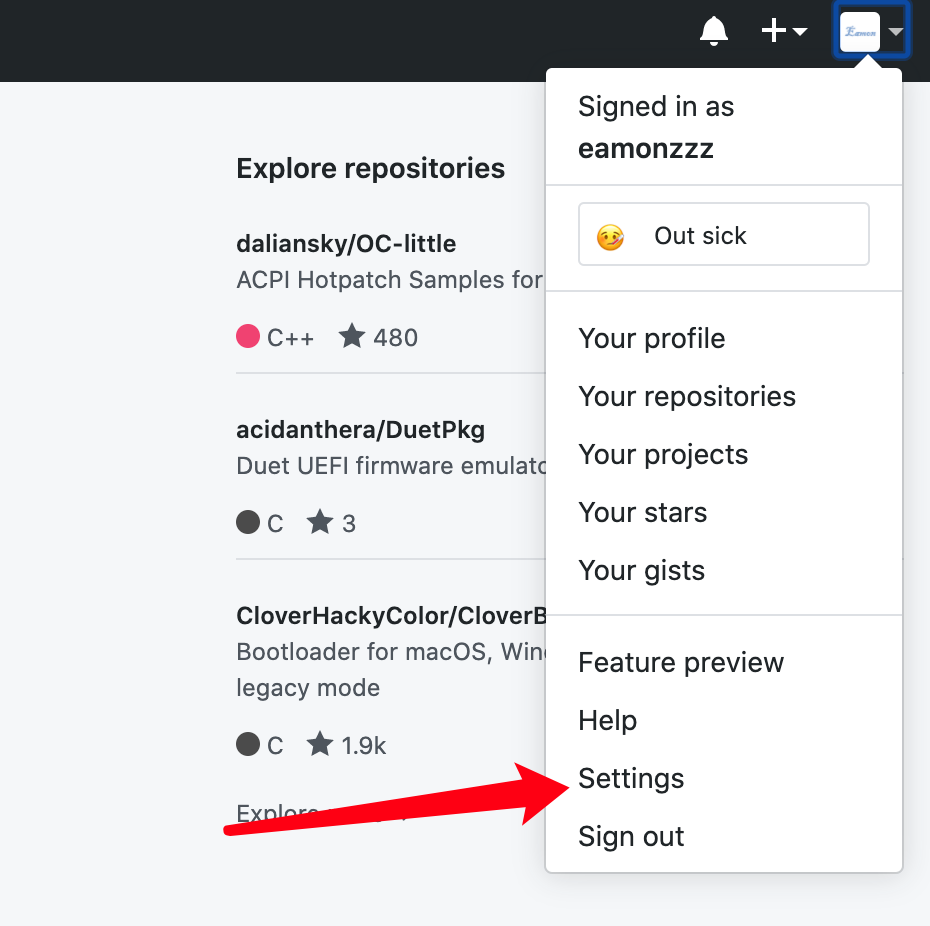 Eamon
Signed in as
eamonzzz
Explore repositories
daliansky/OC-little
ACPI Hotpatch Samples for
C++ 480
acidanthera/DuetPkg
Duet UEFI firmware emulato
C 3
CloverHackyColor/CloverB
Bootloader for macOS, Wind
legacy mode
C 1.9k
Explore
Out sick
Your profile
Your repositories
Your projects
Your stars
Your gists
Feature preview
Help
Settings
Sign out